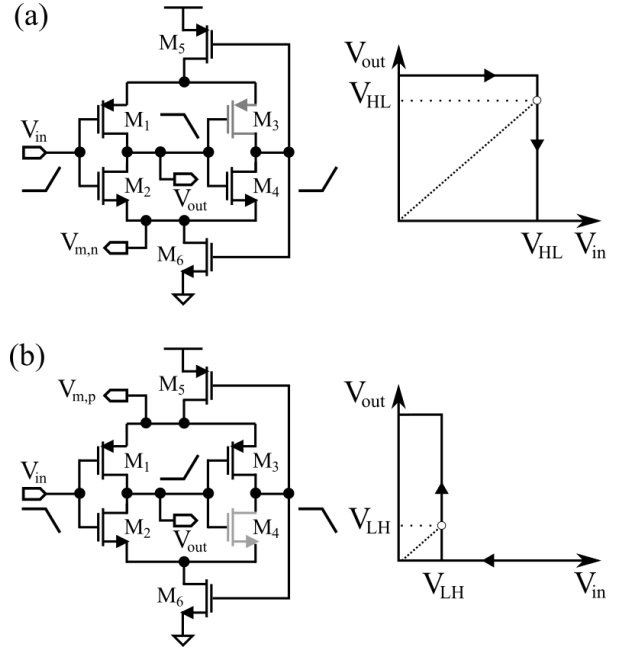 (a)
M5
Vout
VHL
Vin
M1
M3
M2
Vout
M4
Vm,n
M6
VHL
Vin
(b)
Vm,p
M5
Vout
Vin
M1
M3
VLH
M2
Vout
M4
M6
VLH
Vin